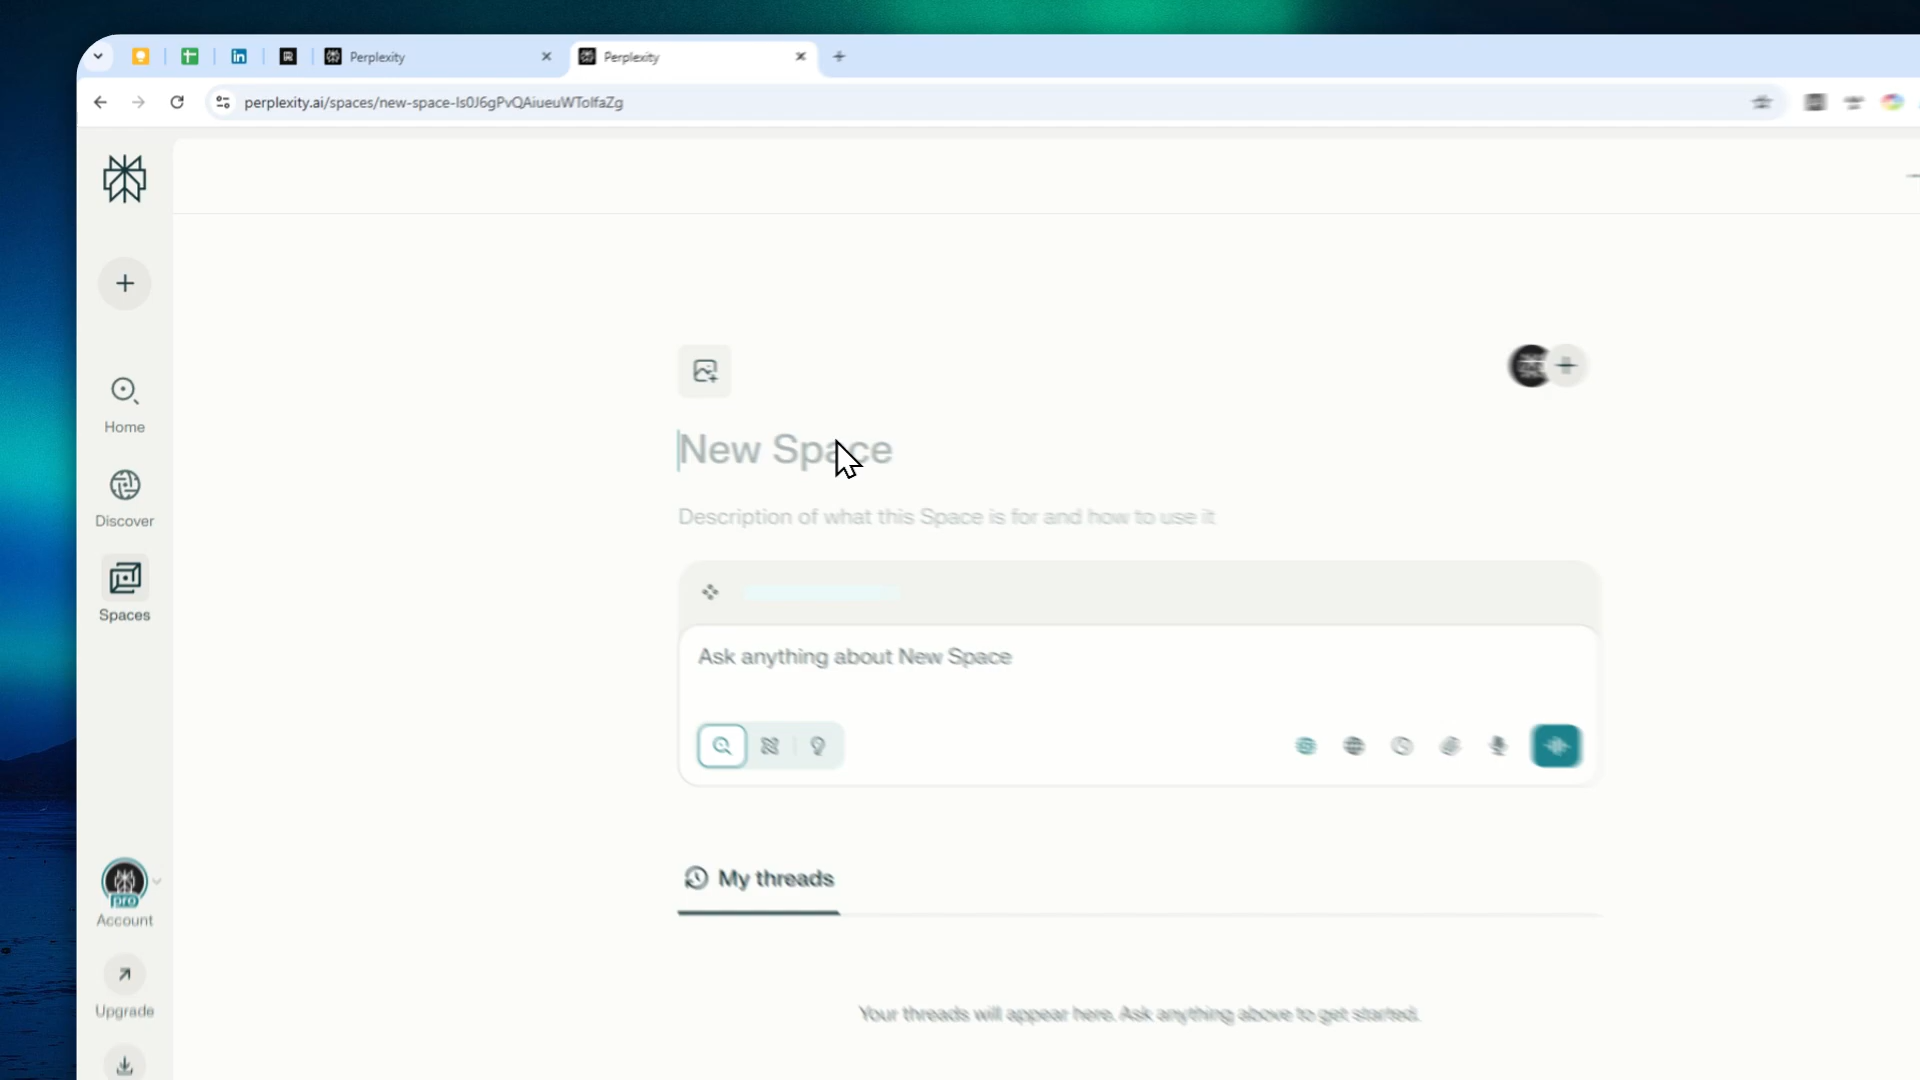 Perplexity
Perplexity
perplexity.ai/spaces/new-space-Is0J6gPvQAiueuWTolfaZg
Home
Discover
Spaces
New Space
Description of what this Space is for and how to use it
Ask anything about New Space
My threads
Your threads will appear here. Ask anything above to get started.
pro
Account
Upgrade